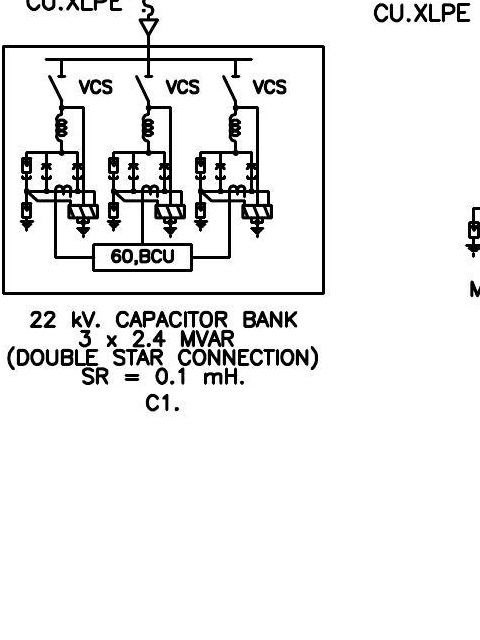 CU.XLPE
CU.XLPE
VCS VCS VCS
60,BCU
22 kV. CAPACITOR BANK
3 x 2.4 MVAR
(DOUBLE STAR CONNECTION)
SR = 0.1 mH.
C1.